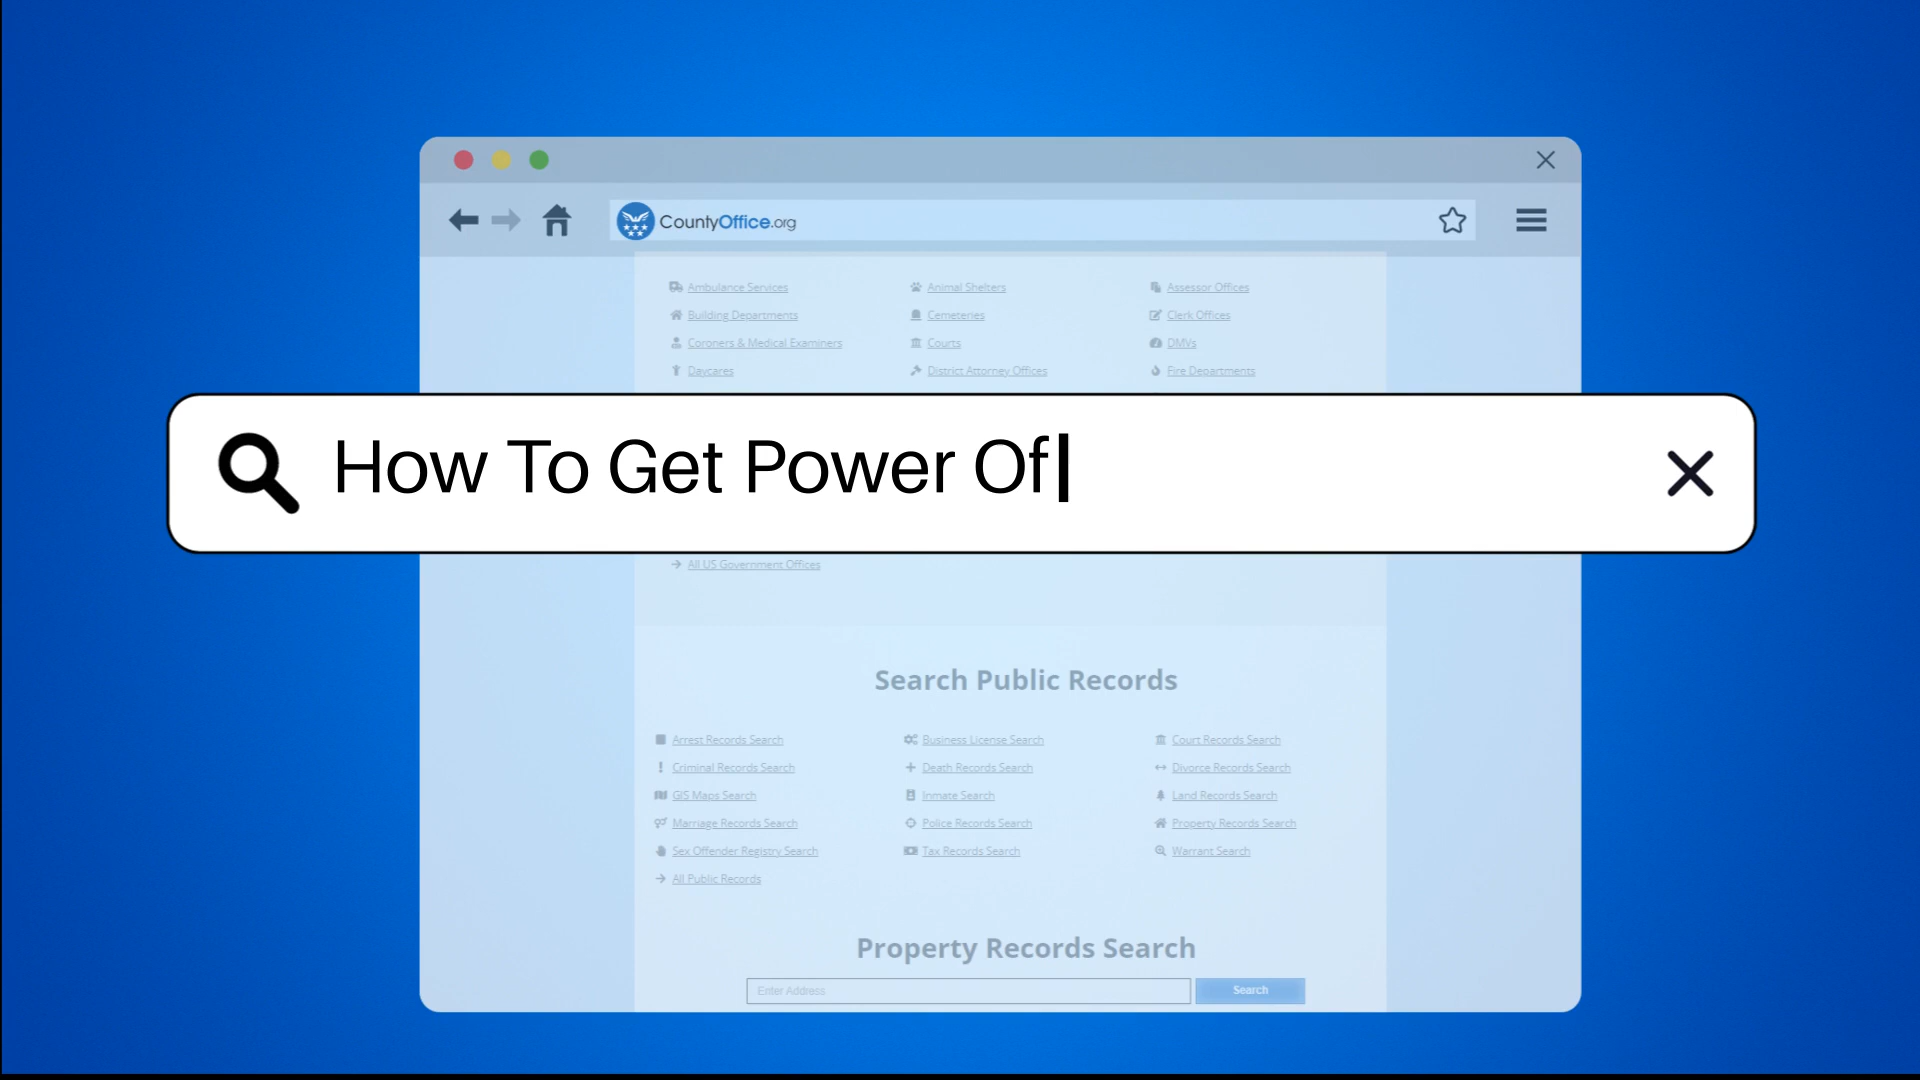 CountyOffice.org
Ambulance Services Animal Shelters Assessor Offices
Building Departments Cemeteries Clerk Offices
Coroners & Medical Examiners Courts DMVs
Daycares District Attorney Offices Fire Departments
How To Get Power Of
All US Government Offices
Search Public Records
Arrest Records Search Business License Search Court Records Search
Criminal Records Search Death Records Search Divorce Records Search
GIS Maps Search Inmate Search Land Records Search
Marriage Records Search Police Records Search Property Records Search
Sex Offender Registry Search Tax Records Search Warrant Search
All Public Records
Property Records Search
Enter Address Search